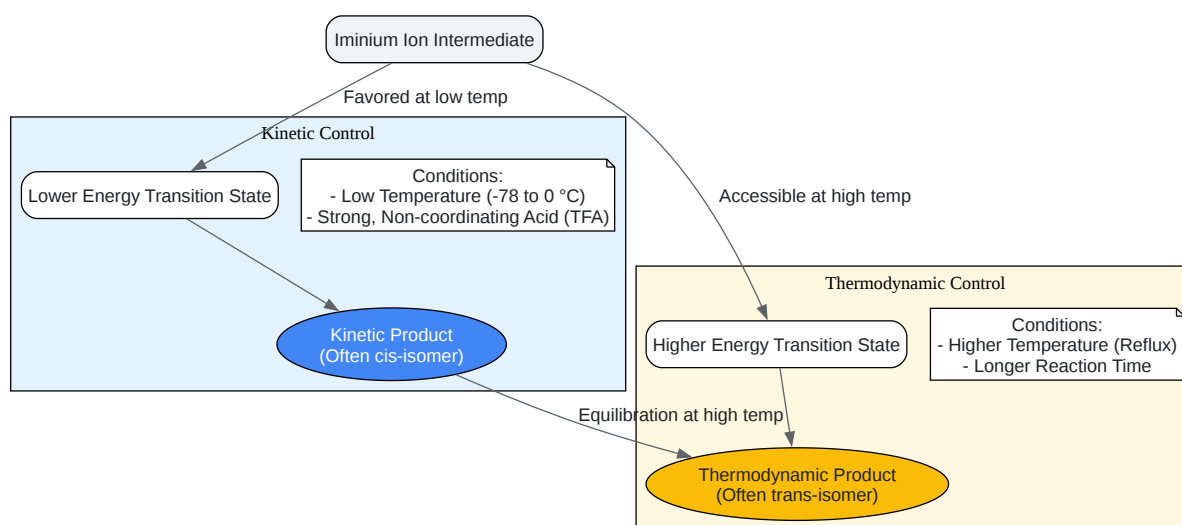 Iminium Ion Intermediate
Favored at low temp
Kinetic Control
Lower Energy Transition State
Conditions:
- Low Temperature (-78 to 0 °C)
- Strong, Non-coordinating Acid (TFA)
Accessible at high temp
Kinetic Product
(Often cis-isomer)
Thermodynamic Control
Higher Energy Transition State
Conditions:
- Higher Temperature (Reflux)
- Longer Reaction Time
Equilibration at high temp
Thermodynamic Product
(Often trans-isomer)